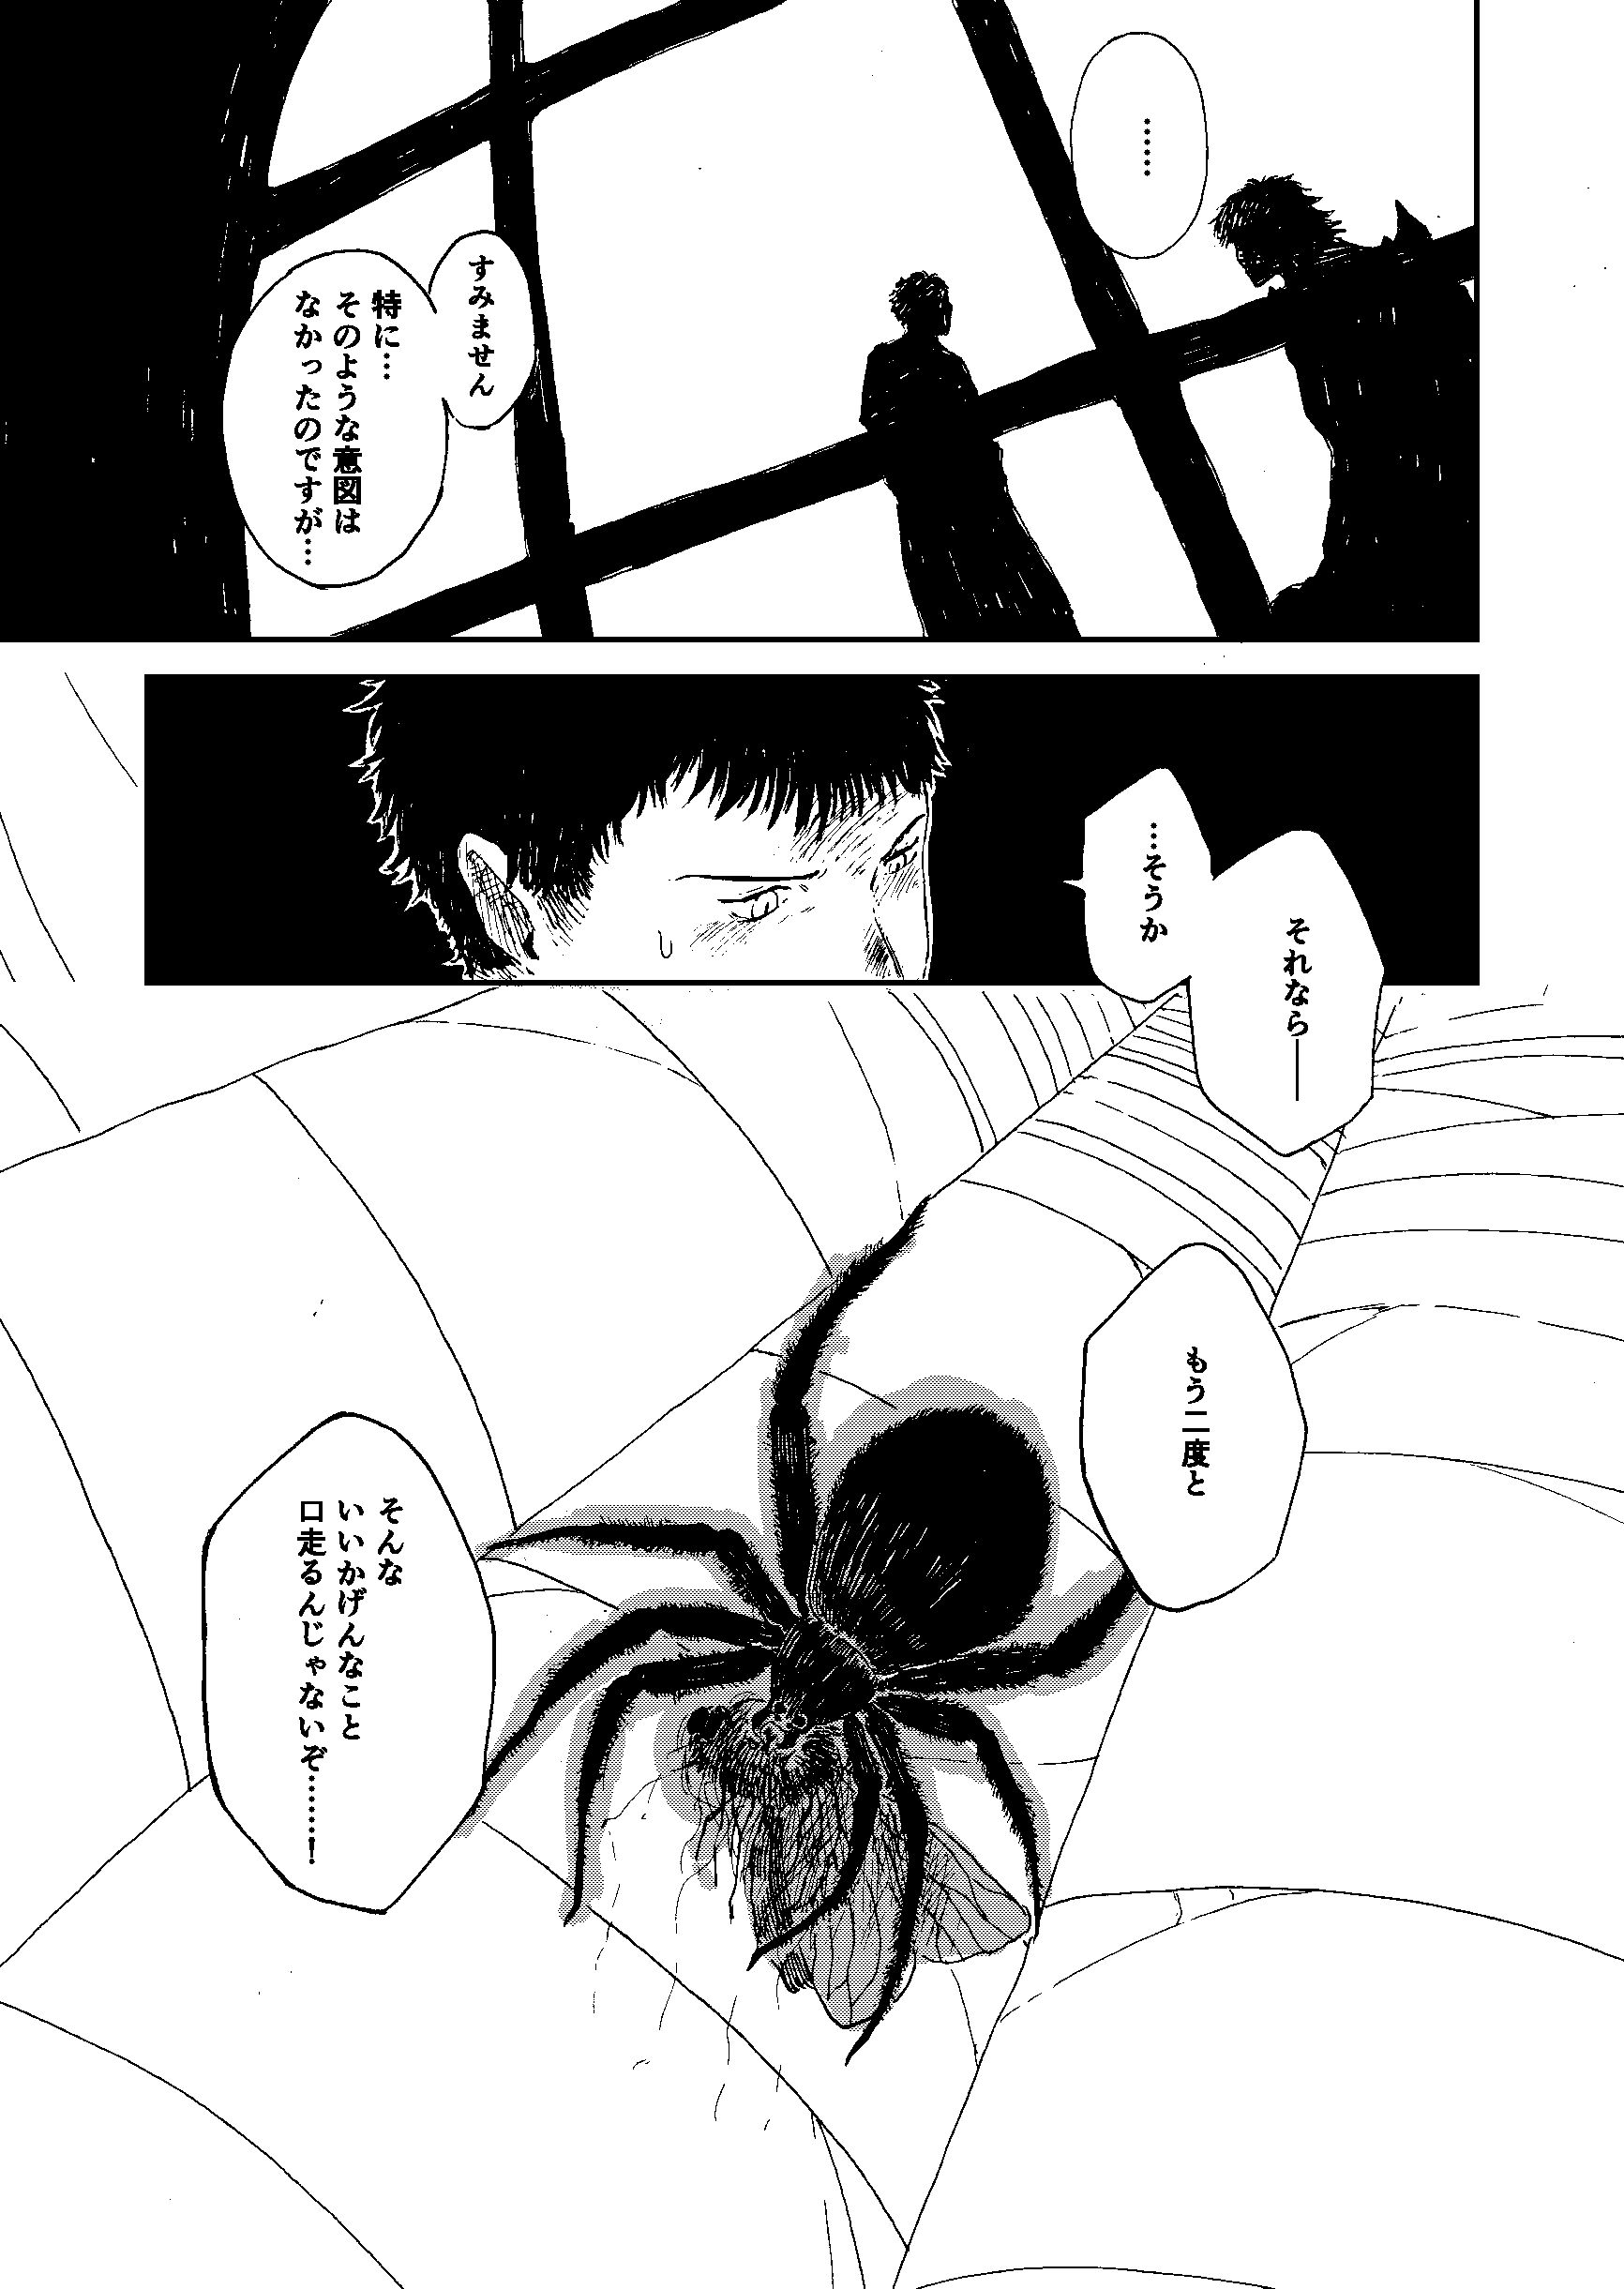 ……
すみません
特に…
そのような意図は
なかったのですが…
…そうか
それなら―
もう二度と
そんな
いいかげんなこと
口走るんじゃないぞ……！